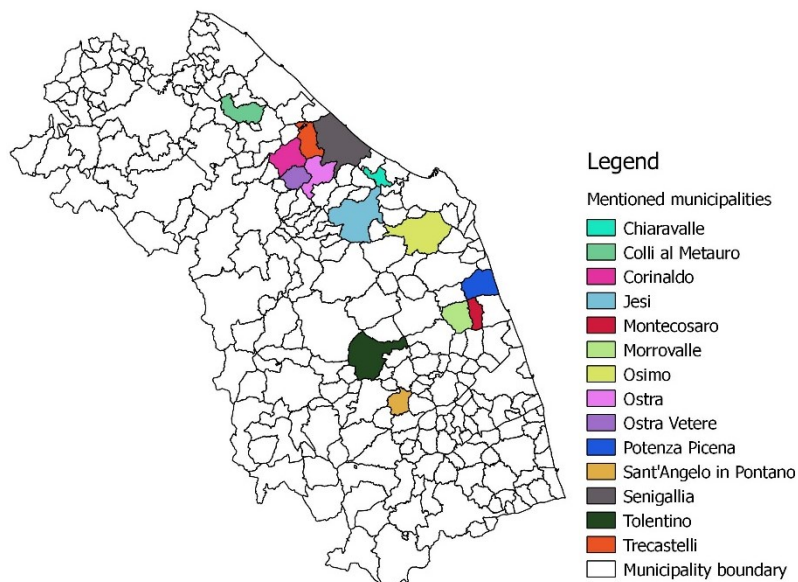 Legend
Mentioned municipalities
Chiaravalle
Colli al Metauro
Corinaldo
Jesi
Montecosaro
Morrovalle
Osimo
Ostra
Ostra Vetere
Potenza Picena
Sant'Angelo in Pontano
Senigallia
Tolentino
Trecastelli
Municipality boundary